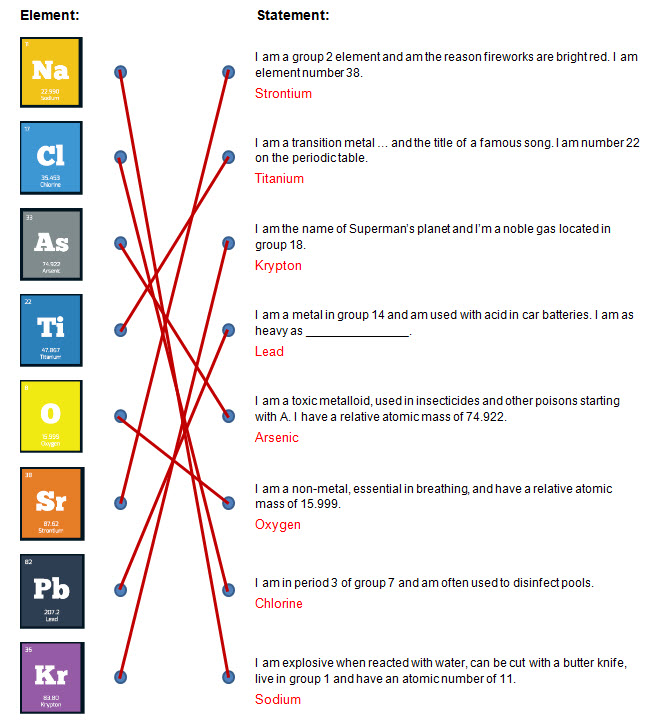 Element:
Statement:
11
Na
22.990
Sodium
I am a group 2 element and am the reason fireworks are bright red. I am
element number 38.
Strontium
17
Cl
35.453
Chlorine
I am a transition metal ... and the title of a famous song. I am number 22
on the periodic table.
Titanium
33
As
74.922
Arsenic
I am the name of Superman's planet and I'm a noble gas located in
group 18.
Krypton
22
Ti
47.867
Titanium
I am a metal in group 14 and am used with acid in car batteries. I am as
heavy as ________________.
Lead
O
15.999
Oxygen
I am a toxic metalloid, used in insecticides and other poisons starting
with A. I have a relative atomic mass of 74.922.
Arsenic
38
Sr
87.62
Strontium
I am a non-metal, essential in breathing, and have a relative atomic
mass of 15.999.
Oxygen
82
Pb
207.2
Lead
I am in period 3 of group 7 and am often used to disinfect pools.
Chlorine
36
Kr
83.80
Krypton
I am explosive when reacted with water, can be cut with a butter knife,
live in group 1 and have an atomic number of 11.
Sodium